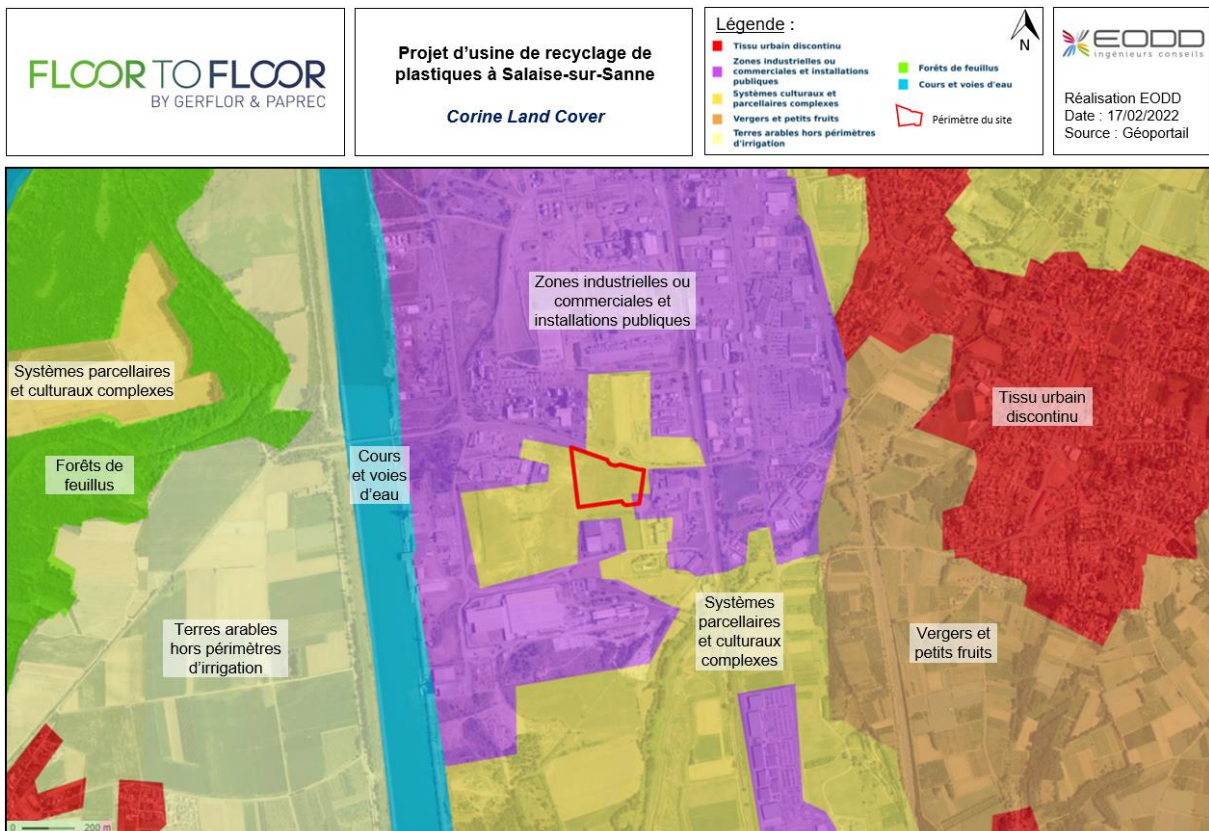 FLOOR TO FLOOR
BY GERFLOR & PAPREC
Projet d'usine de recyclage de
plastiques à Salaise-sur-Sanne
Corine Land Cover
Légende :
Tissu urbain discontinu
Zones industrielles ou
commerciales et installations
publiques
Systèmes culturaux et
parcellaires complexes
Vergers et petits fruits
Terres arables hors périmètres
d'irrigation
Forêts de feuillus
Cours et voies d'eau
Périmètre du site
N
EODD
ingénieurs conseils
Réalisation EODD
Date : 17/02/2022
Source : Géoportail
Zones industrielles ou
commerciales et
installations publiques
Systèmes parcellaires
et culturaux complexes
Tissu urbain
discontinu
Forêts de
feuillus
Cours
et voies
d'eau
Terres arables
hors périmètres
d'irrigation
Systèmes
parcellaires
et culturaux
complexes
Vergers et
petits fruits
0 200 m